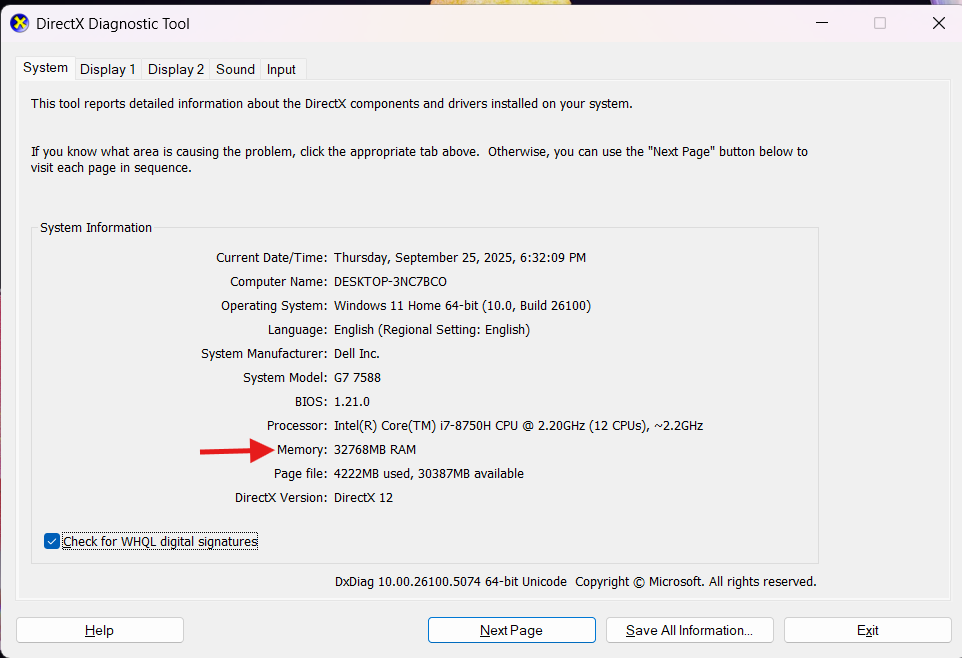 DirectX Diagnostic Tool
System Display 1 Display 2 Sound Input
This tool reports detailed information about the DirectX components and drivers installed on your system.
If you know what area is causing the problem, click the appropriate tab above.  Otherwise, you can use the "Next Page" button below to
visit each page in sequence.
System Information
Current Date/Time: Thursday, September 25, 2025, 6:32:09 PM
Computer Name: DESKTOP-3NC7BCO
Operating System: Windows 11 Home 64-bit (10.0, Build 26100)
Language: English (Regional Setting: English)
System Manufacturer: Dell Inc.
System Model: G7 7588
BIOS: 1.21.0
Processor: Intel(R) Core(TM) i7-8750H CPU @ 2.20GHz (12 CPUs), ~2.2GHz
Memory: 32768MB RAM
Page file: 4222MB used, 30387MB available
DirectX Version: DirectX 12
Check for WHQL digital signatures
DxDiag 10.00.26100.5074 64-bit Unicode  Copyright © Microsoft. All rights reserved.
Help Next Page Save All Information... Exit